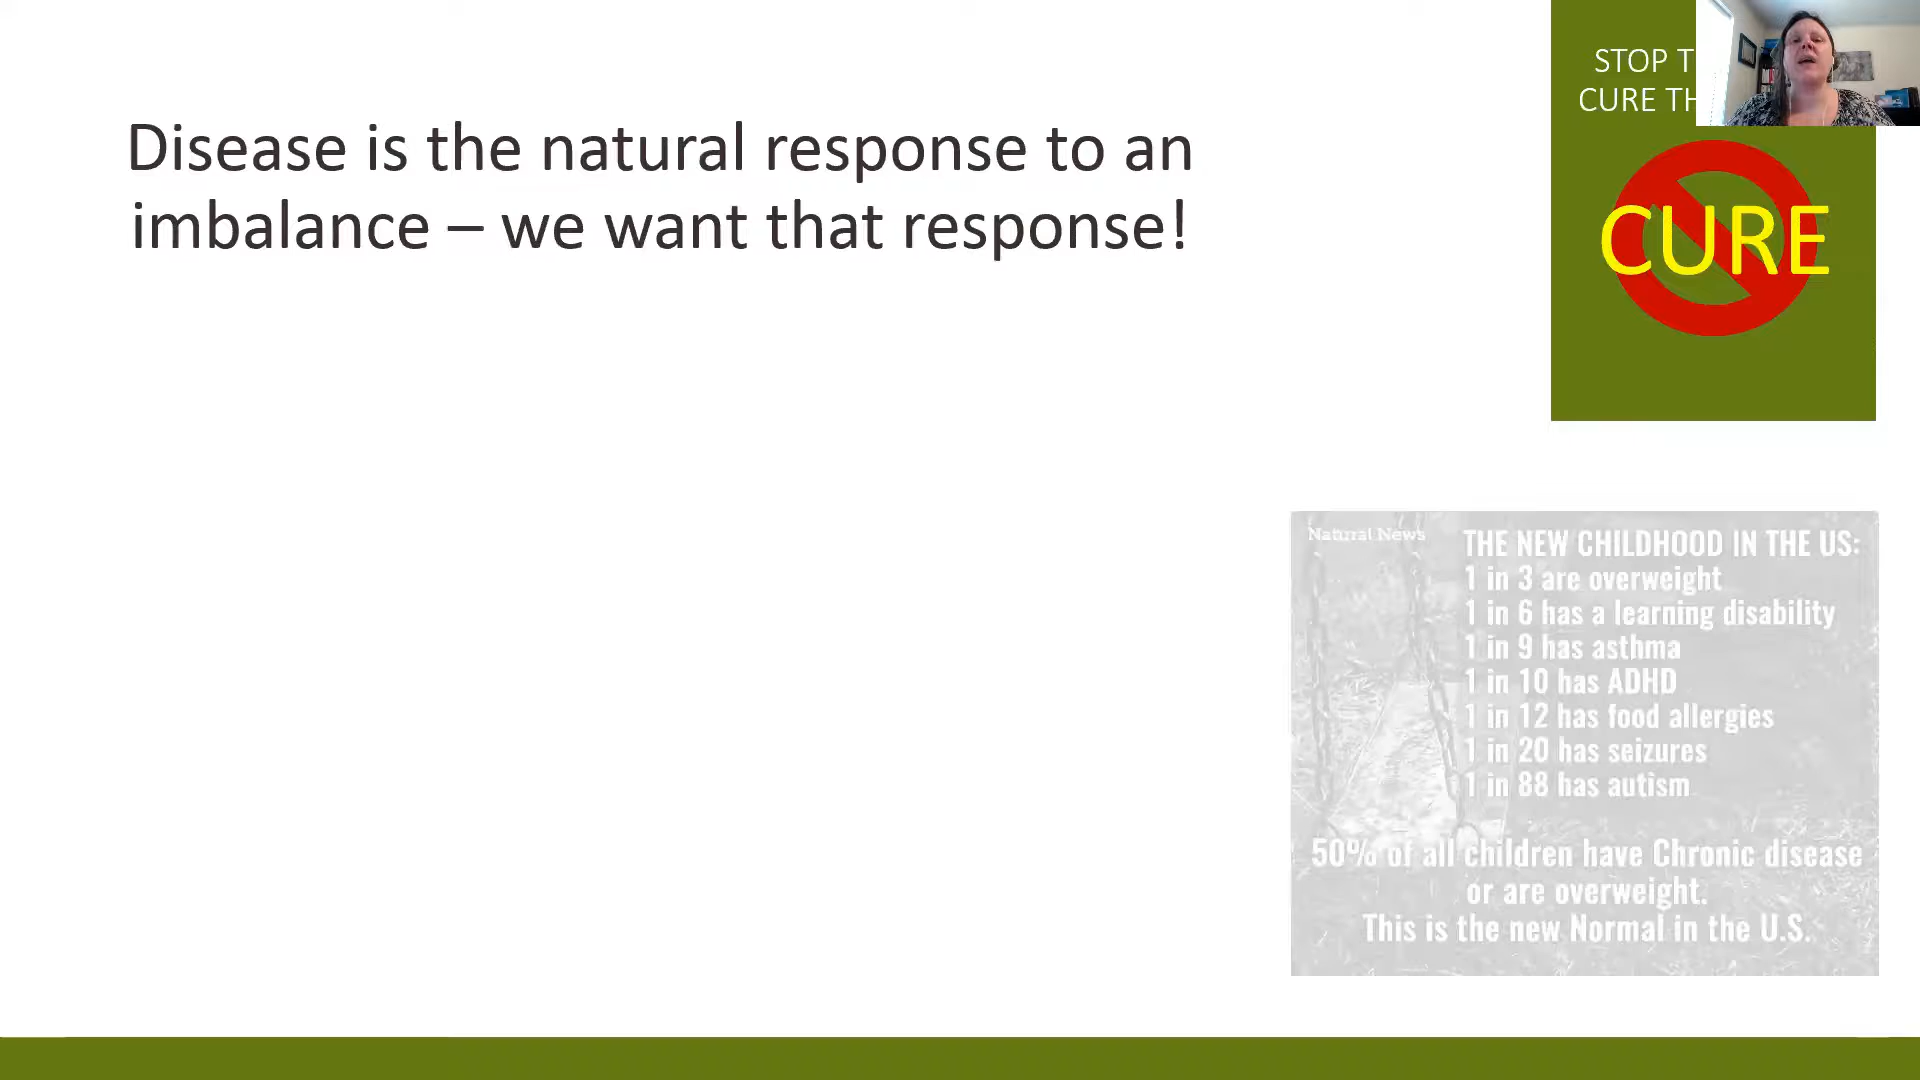 Disease is the natural response to an
imbalance – we want that response!
STOP T
CURE TH
CURE
Natural News
THE NEW CHILDHOOD IN THE US:
1 in 3 are overweight
1 in 6 has a learning disability
1 in 9 has asthma
1 in 10 has ADHD
1 in 12 has food allergies
1 in 20 has seizures
1 in 88 has autism
50% of all children have Chronic disease
or are overweight.
This is the new Normal in the U.S.